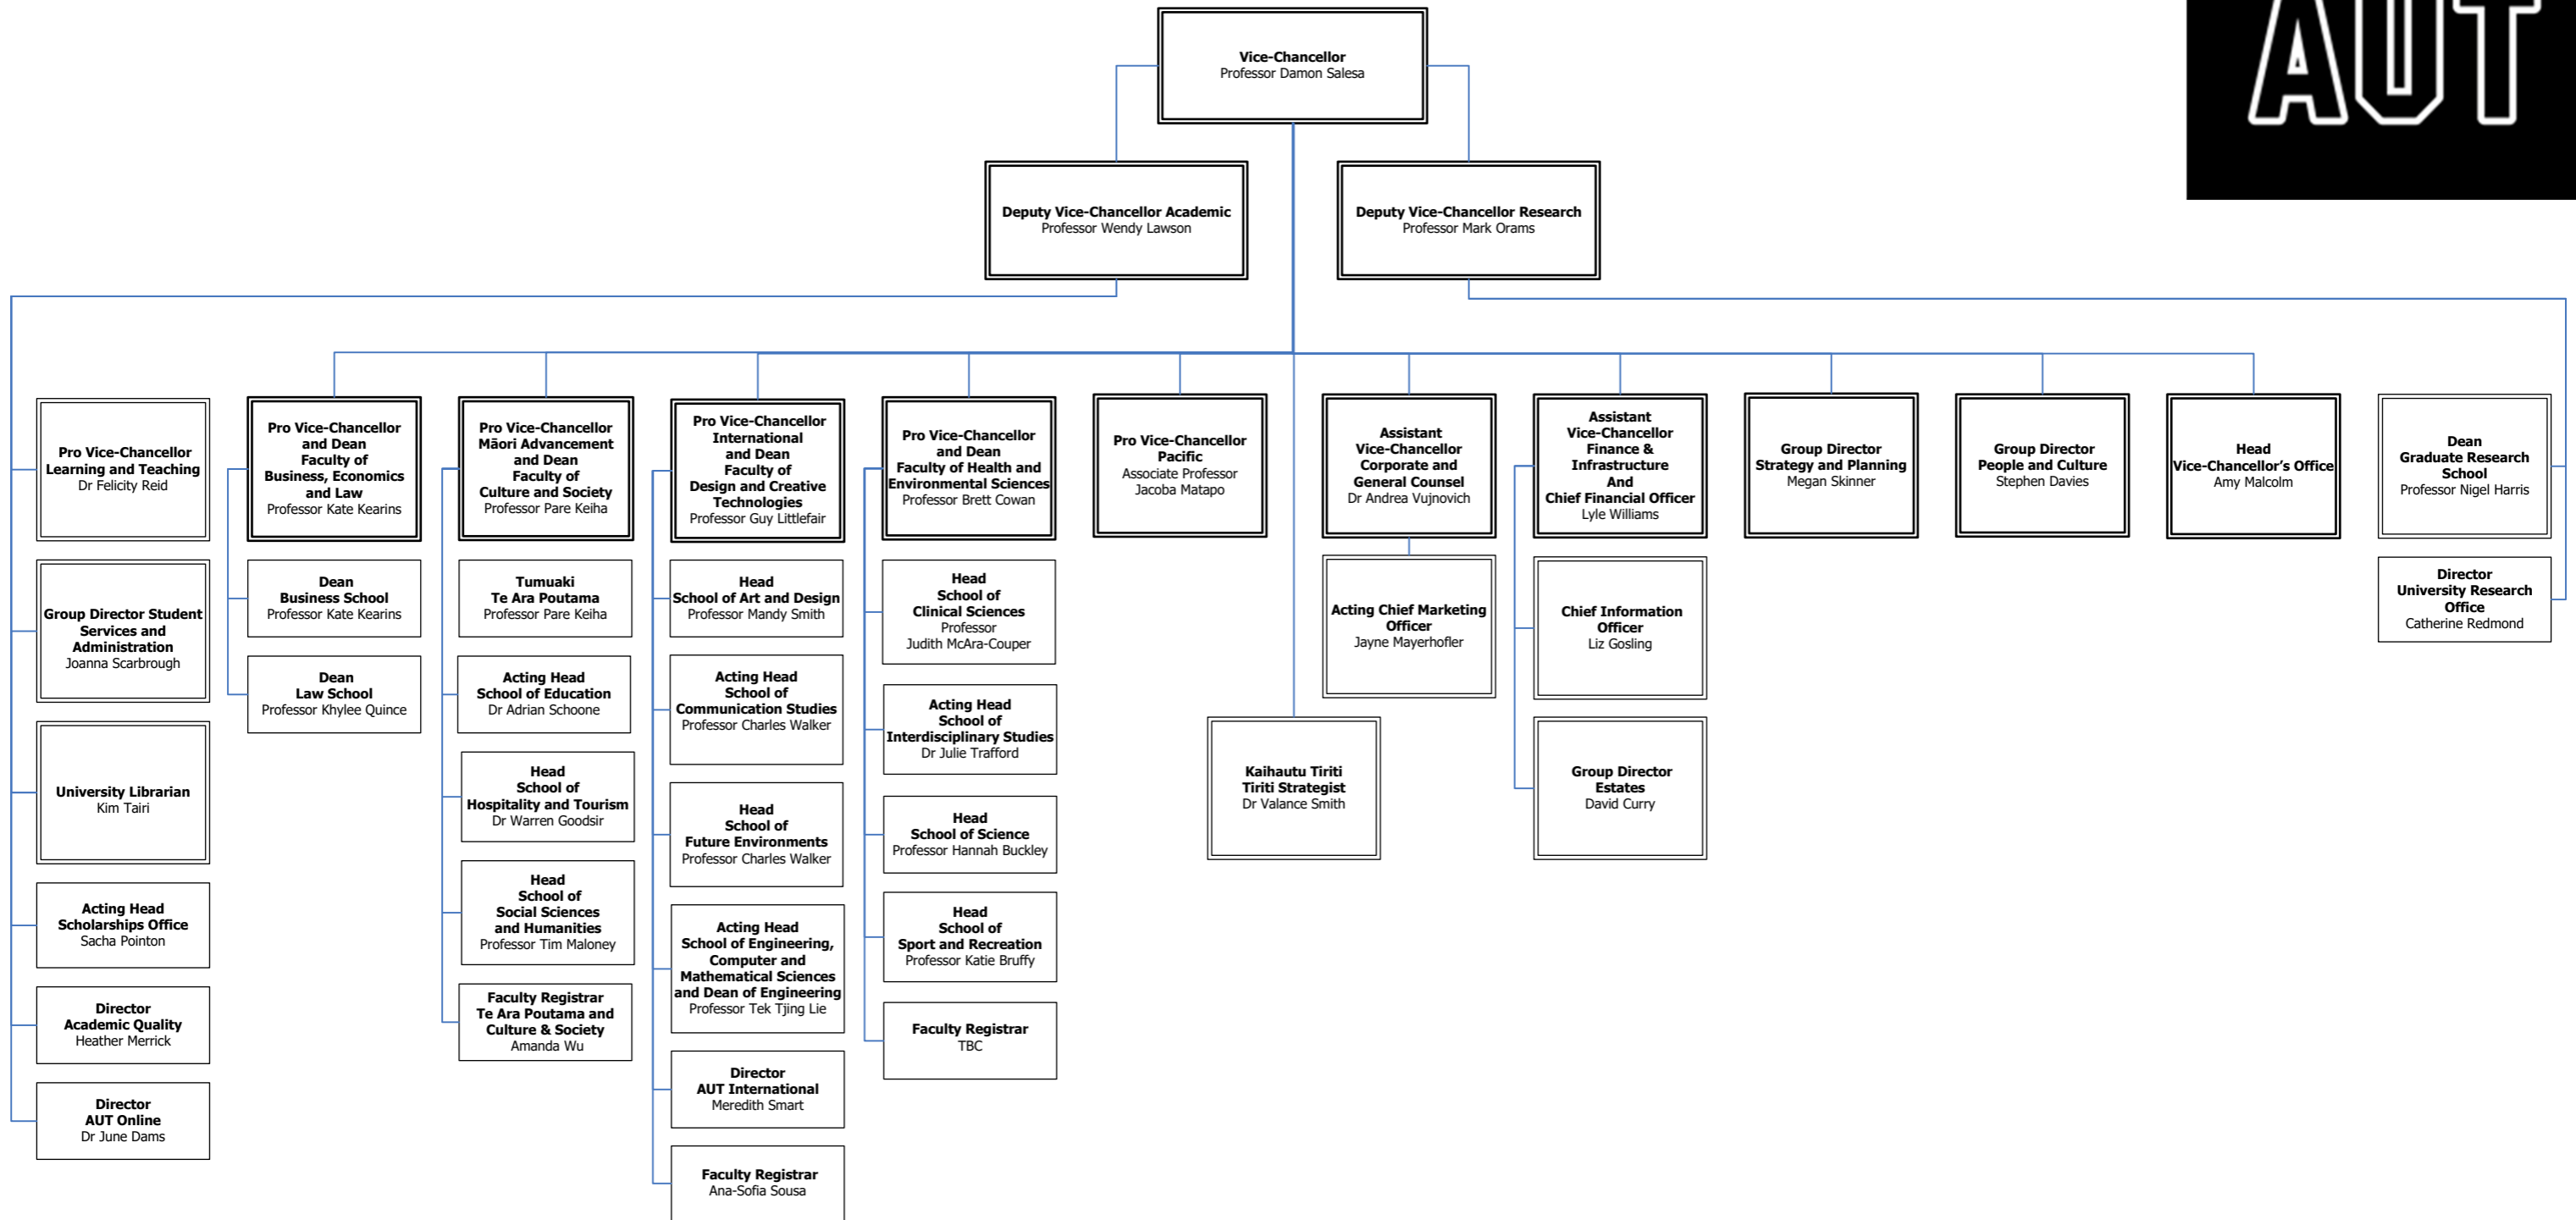 AUT
Vice-Chancellor
Professor Damon Salesa
Deputy Vice-Chancellor Academic
Professor Wendy Lawson
Deputy Vice-Chancellor Research
Professor Mark Orams
Pro Vice-Chancellor
Learning and Teaching
Dr Felicity Reid
Group Director Student
Services and
Administration
Joanna Scarbrough
University Librarian
Kim Tairi
Acting Head
Scholarships Office
Sacha Pointon
Director
Academic Quality
Heather Merrick
Director
AUT Online
Dr June Dams
Pro Vice-Chancellor
and Dean
Faculty of
Business, Economics
and Law
Professor Kate Kearins
Dean
Business School
Professor Kate Kearins
Dean
Law School
Professor Khylee Quince
Pro Vice-Chancellor
Māori Advancement
and Dean
Faculty of
Culture and Society
Professor Pare Keiha
Tumuaki
Te Ara Poutama
Professor Pare Keiha
Acting Head
School of Education
Dr Adrian Schoone
Head
School of
Hospitality and Tourism
Dr Warren Goodsir
Head
School of
Social Sciences
and Humanities
Professor Tim Maloney
Faculty Registrar
Te Ara Poutama and
Culture & Society
Amanda Wu
Pro Vice-Chancellor
International
and Dean
Faculty of
Design and Creative
Technologies
Professor Guy Littlefair
Head
School of Art and Design
Professor Mandy Smith
Acting Head
School of
Communication Studies
Professor Charles Walker
Head
School of
Future Environments
Professor Charles Walker
Acting Head
School of Engineering,
Computer and
Mathematical Sciences
and Dean of Engineering
Professor Tek Tjing Lie
Director
AUT International
Meredith Smart
Faculty Registrar
Ana-Sofia Sousa
Pro Vice-Chancellor
and Dean
Faculty of Health and
Environmental Sciences
Professor Brett Cowan
Head
School of
Clinical Sciences
Professor
Judith McAra-Couper
Acting Head
School of
Interdisciplinary Studies
Dr Julie Trafford
Head
School of Science
Professor Hannah Buckley
Head
School of
Sport and Recreation
Professor Katie Bruffy
Faculty Registrar
TBC
Pro Vice-Chancellor
Pacific
Associate Professor
Jacoba Matapo
Kaihautu Tiriti
Tiriti Strategist
Dr Valance Smith
Assistant
Vice-Chancellor
Corporate and
General Counsel
Dr Andrea Vujnovich
Acting Chief Marketing
Officer
Jayne Mayerhofler
Assistant
Vice-Chancellor
Finance &
Infrastructure
And
Chief Financial Officer
Lyle Williams
Chief Information
Officer
Liz Gosling
Group Director
Estates
David Curry
Group Director
Strategy and Planning
Megan Skinner
Group Director
People and Culture
Stephen Davies
Head
Vice-Chancellor’s Office
Amy Malcolm
Dean
Graduate Research
School
Professor Nigel Harris
Director
University Research
Office
Catherine Redmond